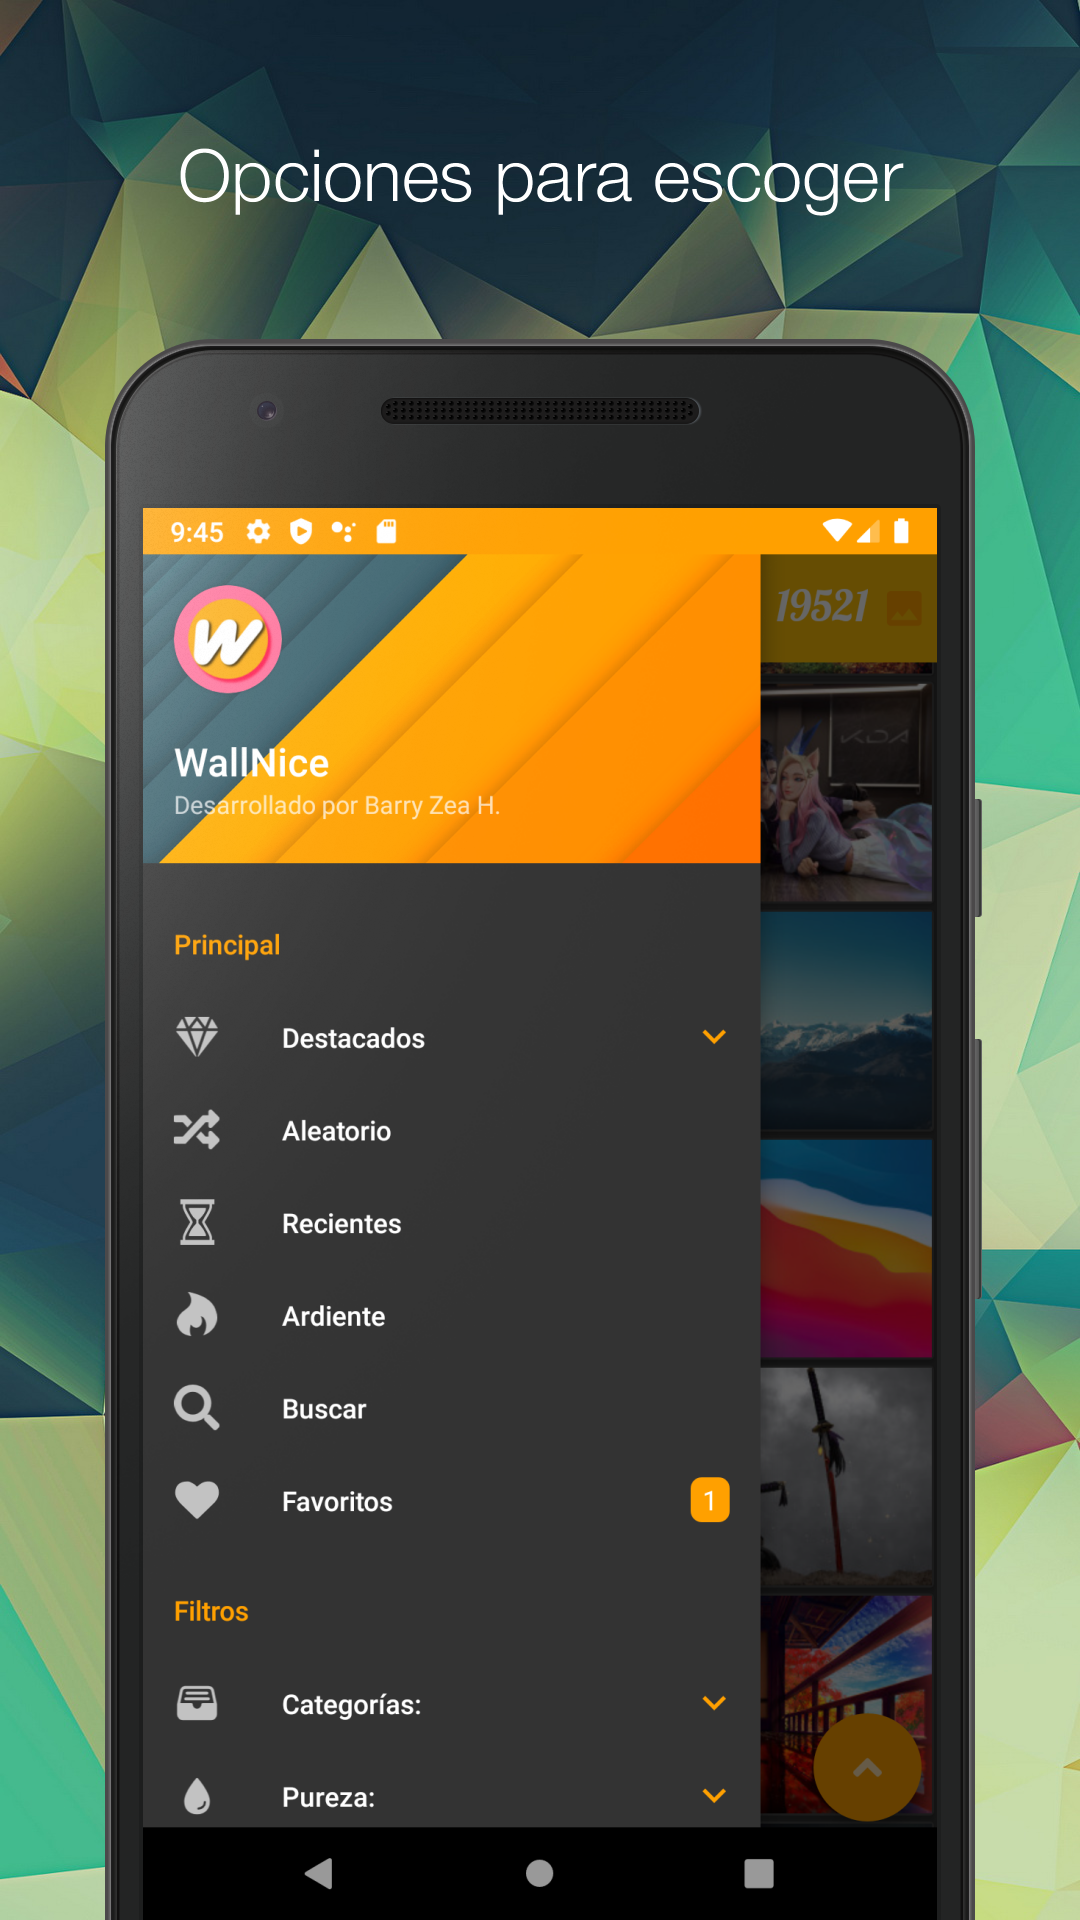 Opciones para escoger
9:45
19521
W
WallNice
Desarrollado por Barry Zea H.
Principal
Destacados
Aleatorio
Recientes
Ardiente
Buscar
Favoritos 1
Filtros
Categorías:
Pureza: